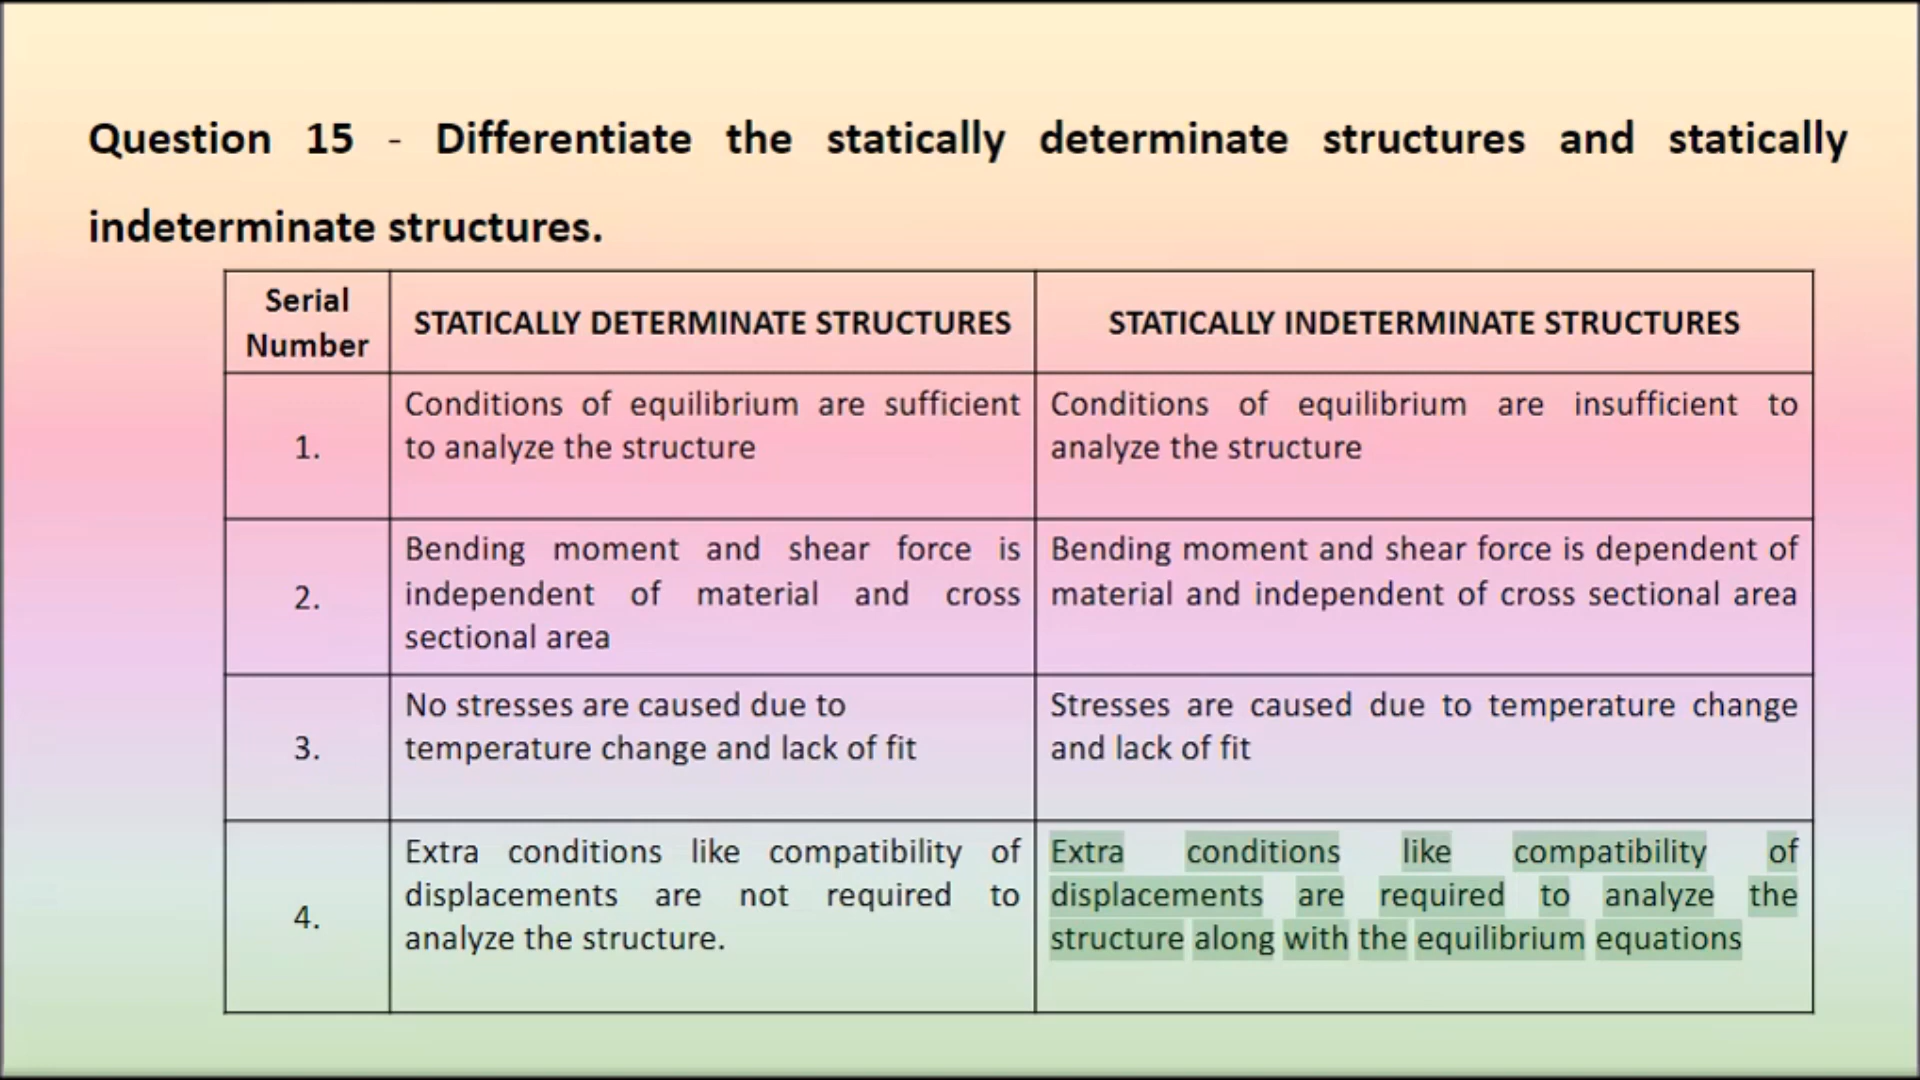 Question 15 - Differentiate the statically determinate structures and statically
indeterminate structures.
Serial
Number
STATICALLY DETERMINATE STRUCTURES
STATICALLY INDETERMINATE STRUCTURES
1.
Conditions of equilibrium are sufficient
to analyze the structure
Conditions of equilibrium are insufficient to
analyze the structure
2.
Bending moment and shear force is
independent of material and cross
sectional area
Bending moment and shear force is dependent of
material and independent of cross sectional area
3.
No stresses are caused due to
temperature change and lack of fit
Stresses are caused due to temperature change
and lack of fit
4.
Extra conditions like compatibility of
displacements are not required to
analyze the structure.
Extra conditions like compatibility of
displacements are required to analyze the
structure along with the equilibrium equations